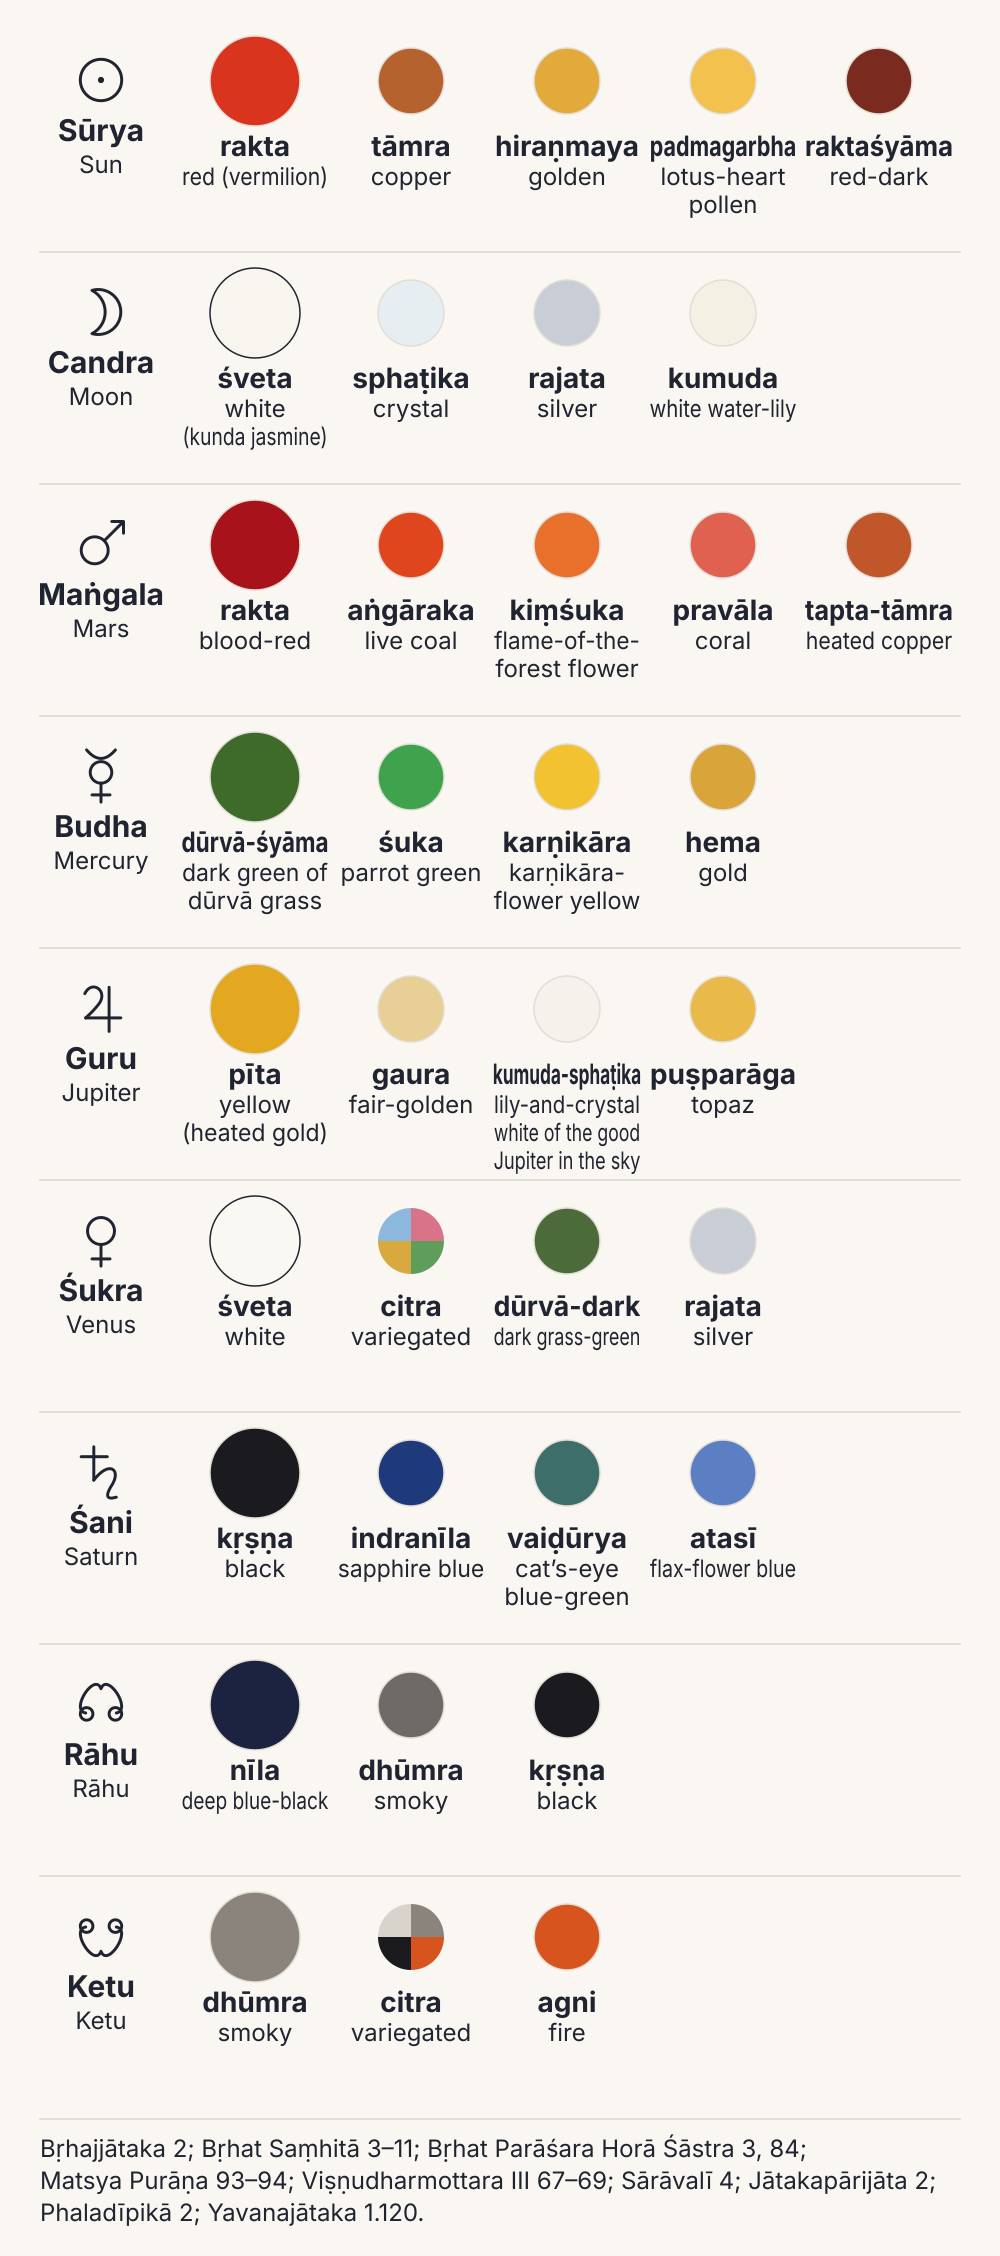 Sūrya
Sun
rakta
red (vermilion)
tāmra
copper
hiraṇmaya
golden
padmagarbha
lotus-heart
pollen
raktaśyāma
red-dark
Candra
Moon
śveta
white
(kunda jasmine)
sphaṭika
crystal
rajata
silver
kumuda
white water-lily
Maṅgala
Mars
rakta
blood-red
aṅgāraka
live coal
kiṃśuka
flame-of-the-
forest flower
pravāla
coral
tapta-tāmra
heated copper
Budha
Mercury
dūrvā-śyāma
dark green of
dūrvā grass
śuka
parrot green
karṇikāra
karṇikāra-
flower yellow
hema
gold
Guru
Jupiter
pīta
yellow
(heated gold)
gaura
fair-golden
kumuda-sphaṭika
lily-and-crystal
white of the good
Jupiter in the sky
puṣparāga
topaz
Śukra
Venus
śveta
white
citra
variegated
dūrvā-dark
dark grass-green
rajata
silver
Śani
Saturn
kṛṣṇa
black
indranīla
sapphire blue
vaiḍūrya
cat’s-eye
blue-green
atasī
flax-flower blue
Rāhu
Rāhu
nīla
deep blue-black
dhūmra
smoky
kṛṣṇa
black
Ketu
Ketu
dhūmra
smoky
citra
variegated
agni
fire
Bṛhajjātaka 2; Bṛhat Saṃhitā 3–11; Bṛhat Parāśara Horā Śāstra 3, 84;
Matsya Purāṇa 93–94; Viṣṇudharmottara III 67–69; Sārāvalī 4; Jātakapārijāta 2;
Phaladīpikā 2; Yavanajātaka 1.120.